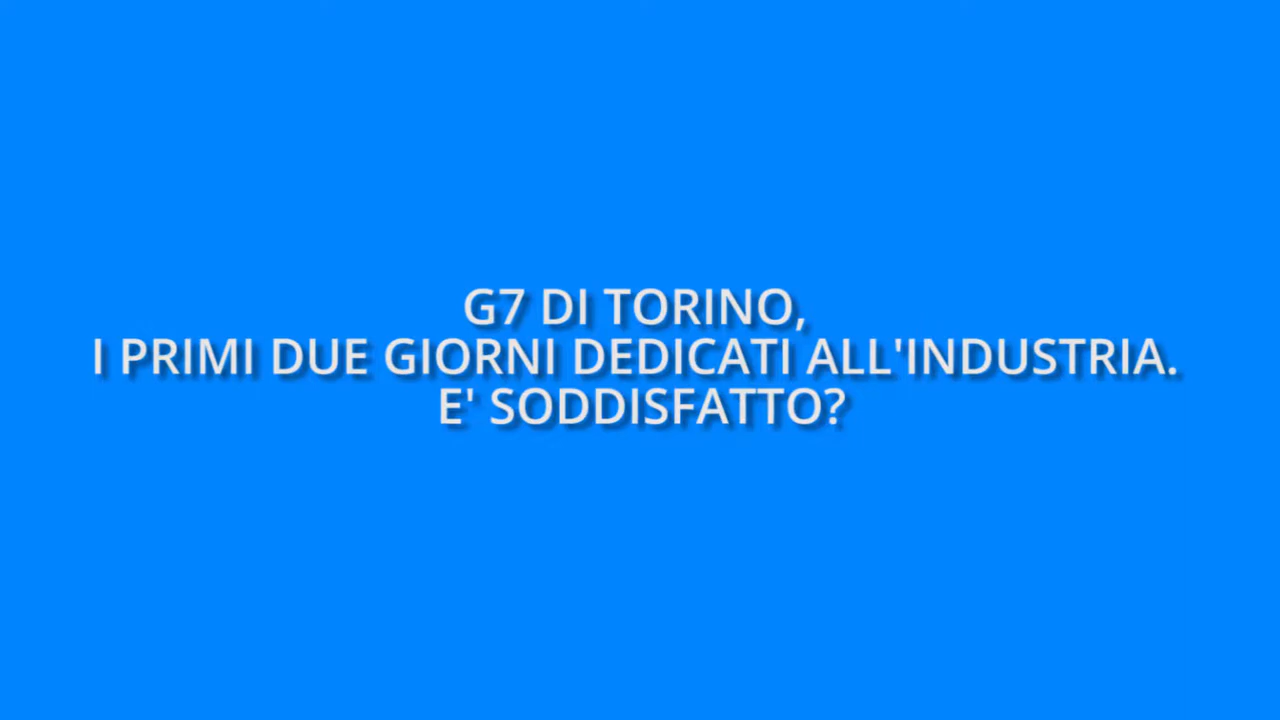 G7 DI TORINO,
I PRIMI DUE GIORNI DEDICATI ALL'INDUSTRIA.
E' SODDISFATTO?